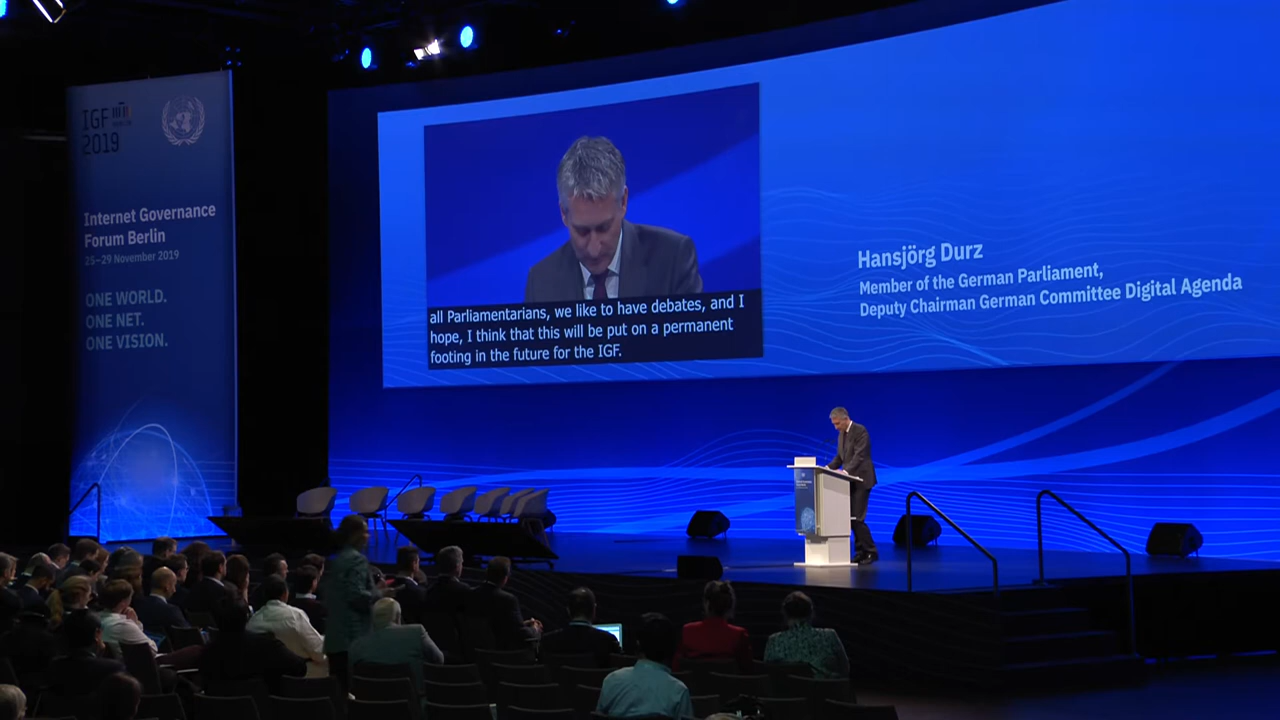 IGF
2019
Internet Governance
Forum Berlin
25–29 November 2019
ONE WORLD.
ONE NET.
ONE VISION.
all Parliamentarians, we like to have debates, and I
hope, I think that this will be put on a permanent
footing in the future for the IGF.
Hansjörg Durz
Member of the German Parliament,
Deputy Chairman German Committee Digital Agenda